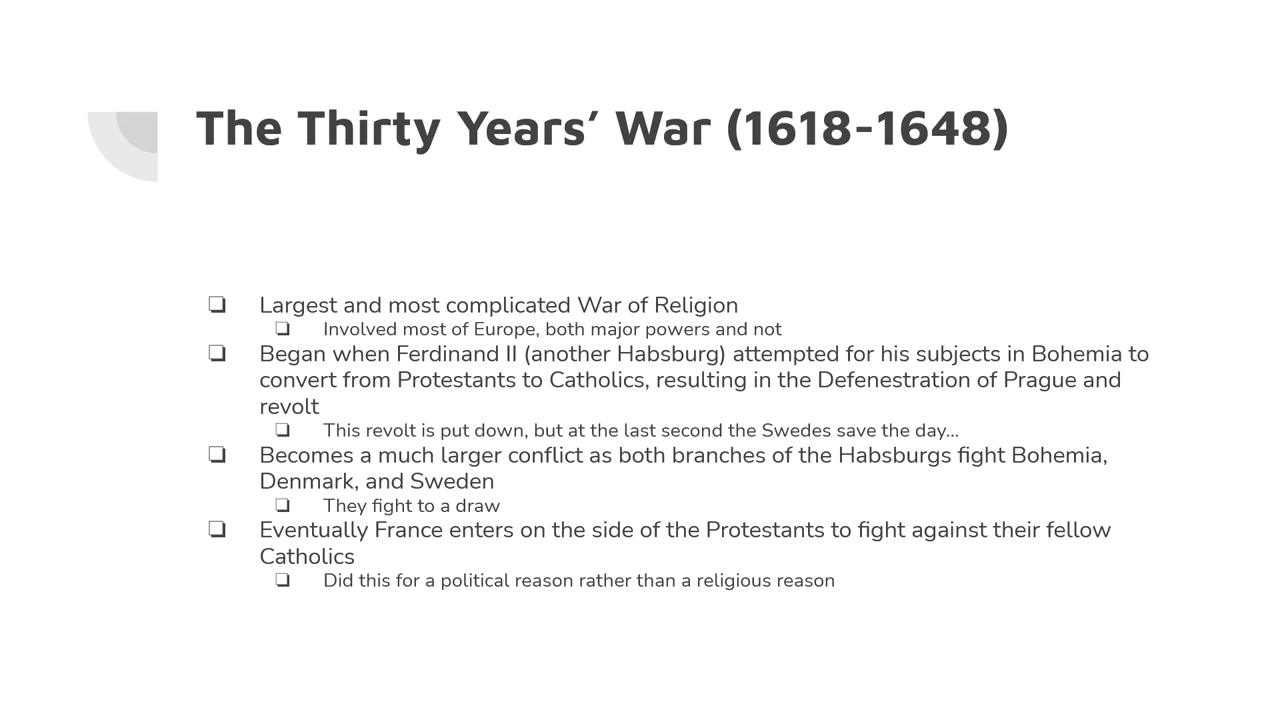 The Thirty Years’ War (1618-1648)
❏ Largest and most complicated War of Religion
❏ Involved most of Europe, both major powers and not
❏ Began when Ferdinand II (another Habsburg) attempted for his subjects in Bohemia to
convert from Protestants to Catholics, resulting in the Defenestration of Prague and
revolt
❏ This revolt is put down, but at the last second the Swedes save the day...
❏ Becomes a much larger conflict as both branches of the Habsburgs fight Bohemia,
Denmark, and Sweden
❏ They fight to a draw
❏ Eventually France enters on the side of the Protestants to fight against their fellow
Catholics
❏ Did this for a political reason rather than a religious reason